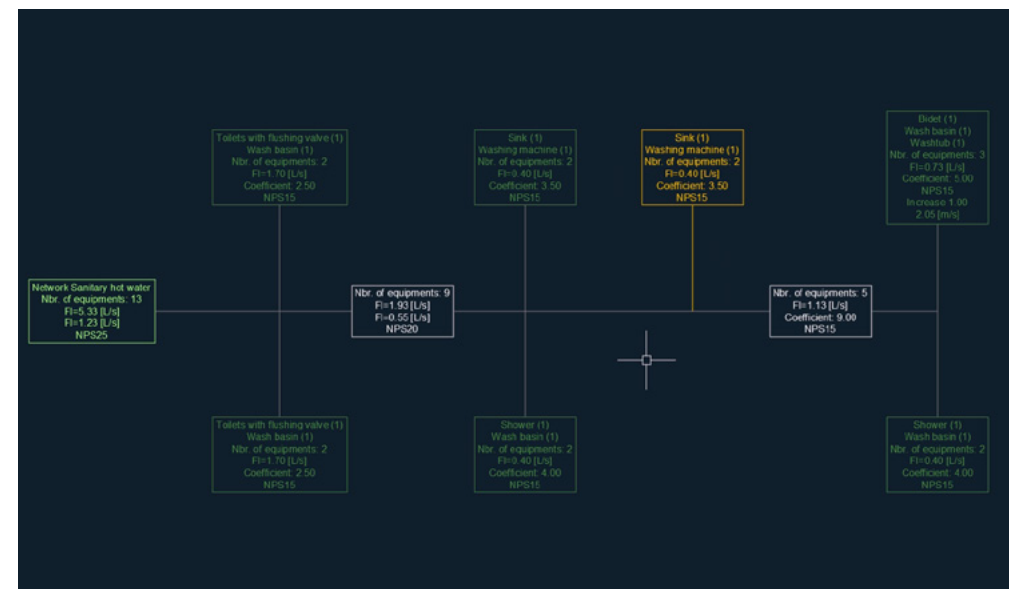 Toilets with flushing valve (1)
Wash basin (1)
Nbr. of equipments: 2
Fl=1.70 [L/s]
Coefficient: 2.50
NPS15
Sink (1)
Washing machine (1)
Nbr. of equipments: 2
Fl=0.40 [L/s]
Coefficient: 3.50
NPS15
Sink (1)
Washing machine (1)
Nbr. of equipments: 2
Fl=0.40 [L/s]
Coefficient: 3.50
NPS15
Bidet (1)
Wash basin (1)
Washtub (1)
Nbr. of equipments: 3
Fl=0.73 [L/s]
Coefficient: 5.00
NPS15
Increase 1.00
2.05 [m/s]
Network Sanitary hot water
Nbr. of equipments: 13
Fl=5.33 [L/s]
Fl=1.23 [L/s]
NPS25
Nbr. of equipments: 9
Fl=1.93 [L/s]
Fl=0.55 [L/s]
NPS20
Nbr. of equipments: 5
Fl=1.13 [L/s]
Coefficient: 9.00
NPS15
Toilets with flushing valve (1)
Wash basin (1)
Nbr. of equipments: 2
Fl=1.70 [L/s]
Coefficient: 2.50
NPS15
Shower (1)
Wash basin (1)
Nbr. of equipments: 2
Fl=0.40 [L/s]
Coefficient: 4.00
NPS15
Shower (1)
Wash basin (1)
Nbr. of equipments: 2
Fl=0.40 [L/s]
Coefficient: 4.00
NPS15